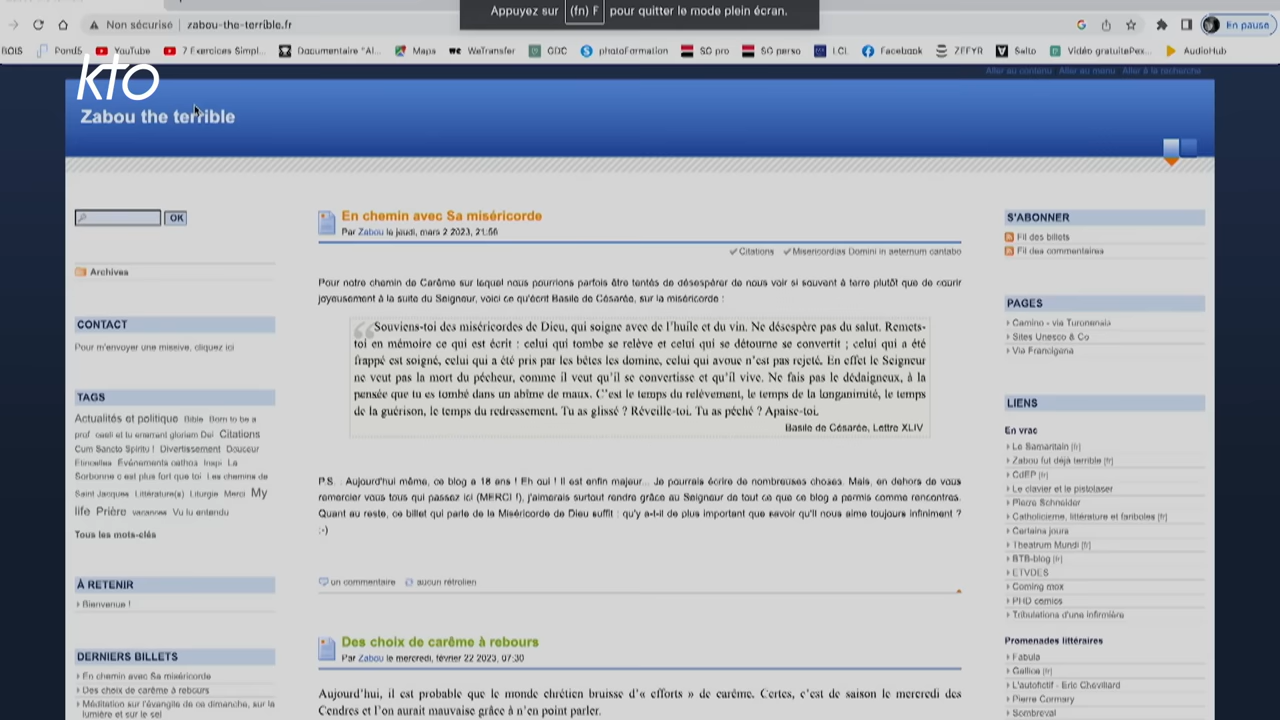 Appuyez sur (fn) F pour quitter le mode plein écran.
Non sécurisé zabou-the-terrible.fr
En pause
YouTube 7 Exercices Simpl... Documentaire "Al... Maps WeTransfer GDC photoFormation SG pro SG perso LCL Facebook ZEFYR Salto Vidéo gratuitePex... AudioHub
kto
Aller au contenu Aller au menu Aller à la recherche
Zabou the terrible
OK
Archives
CONTACT
Pour m'envoyer une missive, cliquez ici
TAGS
Actualités et politique Bible Born to be a
prof caeli et tu enarrant gloriam Dei Citations
Cum Sancto Spiritu ! Divertissement Douceur
Etincelles Événements cathos Inspi La
Sorbonne c est plus fort que toi Les chemins de
Saint Jacques Littérature(s) Liturgie Merci My
life Prière vacances Vu lu entendu
Tous les mots-clés
À RETENIR
Bienvenue !
DERNIERS BILLETS
En chemin avec Sa miséricorde
Des choix de carême à rebours
Méditation sur l'évangile de ce dimanche, sur la
lumière et sur le sel
En chemin avec Sa miséricorde
Par Zabou le jeudi, mars 2 2023, 21:56
Citations Misericordias Domini in aeternum cantabo
Pour notre chemin de Carême sur lequel nous pourrions parfois être tentés de désespérer de nous voir si souvent à terre plutôt que de courir
joyeusement à la suite du Seigneur, voici ce qu'écrit Basile de Césarée, sur la miséricorde :
Souviens-toi des miséricordes de Dieu, qui soigne avec de l'huile et du vin. Ne désespère pas du salut. Remets-
toi en mémoire ce qui est écrit : celui qui tombe se relève et celui qui se détourne se convertit ; celui qui a été
frappé est soigné, celui qui a été pris par les bêtes les domine, celui qui avoue n'est pas rejeté. En effet le Seigneur
ne veut pas la mort du pécheur, comme il veut qu'il se convertisse et qu'il vive. Ne fais pas le dédaigneux, à la
pensée que tu es tombé dans un abîme de maux. C'est le temps du relèvement, le temps de la longanimité, le temps
de la guérison, le temps du redressement. Tu as glissé ? Réveille-toi. Tu as péché ? Apaise-toi.
Basile de Césarée, Lettre XLIV
P.S. : Aujourd'hui même, ce blog a 18 ans ! Eh oui ! Il est enfin majeur... Je pourrais écrire de nombreuses choses. Mais, en dehors de vous
remercier vous tous qui passez ici (MERCI !), j'aimerais surtout rendre grâce au Seigneur de tout ce que ce blog a permis comme rencontres.
Quant au reste, ce billet qui parle de la Miséricorde de Dieu suffit : qu'y a-t-il de plus important que savoir qu'il nous aime toujours infiniment ?
;-)
un commentaire aucun rétrolien
Des choix de carême à rebours
Par Zabou le mercredi, février 22 2023, 07:30
Aujourd'hui, il est probable que le monde chrétien bruisse d'« efforts » de carême. Certes, c'est de saison le mercredi des
Cendres et l'on aurait mauvaise grâce à n'en point parler.
S'ABONNER
Fil des billets
Fil des commentaires
PAGES
Camino - via Turonensis
Sites Unesco & Co
Via Francigena
LIENS
En vrac
Le Samaritain [fr]
Zabou fut déjà terrible [fr]
CdEP [fr]
Le clavier et le pistolaser
Pierre Schneider
Catholicisme, littérature et fariboles [fr]
Certains jours
Theatrum Mundi [fr]
RTB-blog [fr]
ETVDES
Coming mox
PHD comics
Tribulations d'une infirmière
Promenades littéraires
Fabula
Gallica [fr]
L'autofictif - Eric Chevillard
Pierre Cormary
Sombreval